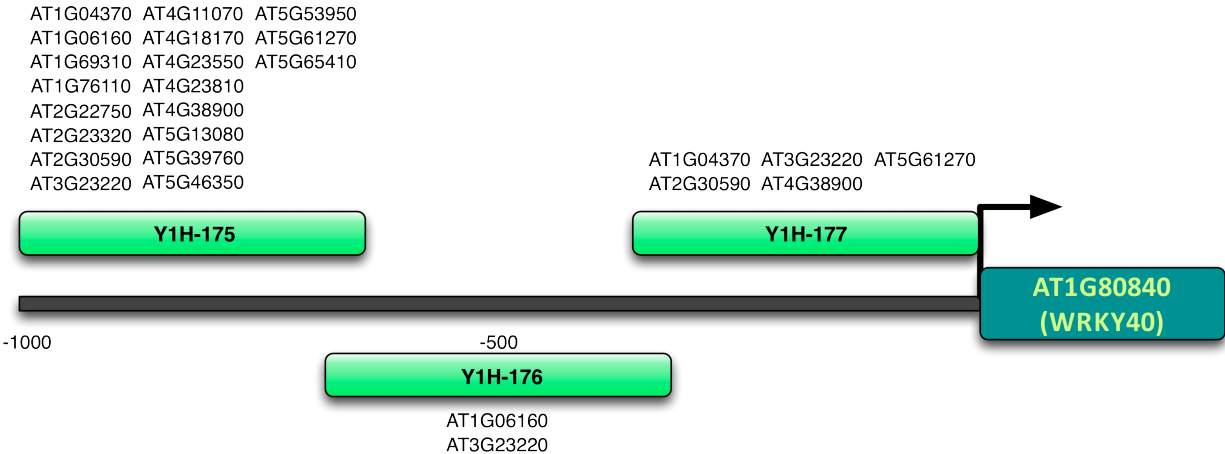 AT1G04370 AT4G11070 AT5G53950
AT1G06160 AT4G18170 AT5G61270
AT1G69310 AT4G23550 AT5G65410
AT1G76110 AT4G23810
AT2G22750 AT4G38900
AT2G23320 AT5G13080
AT2G30590 AT5G39760
AT3G23220 AT5G46350
AT1G04370 AT3G23220 AT5G61270
AT2G30590 AT4G38900
Y1H-175
Y1H-177
AT1G80840
(WRKY40)
-1000
-500
Y1H-176
AT1G06160
AT3G23220